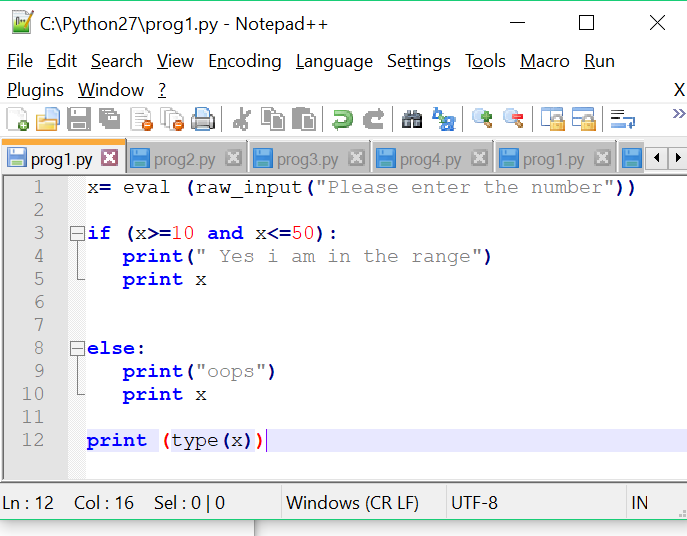 C:\Python27\prog1.py - Notepad++
File Edit Search View Encoding Language Settings Tools Macro Run
Plugins Window ? X
prog1.py prog2.py prog3.py prog4.py prog1.py
1 x= eval (raw_input("Please enter the number"))
2
3 if (x>=10 and x<=50):
4 print(" Yes i am in the range")
5 print x
6
7
8 else:
9 print("oops")
10 print x
11
12 print (type(x))
Ln : 12 Col : 16 Sel : 0 | 0 Windows (CR LF) UTF-8 IN